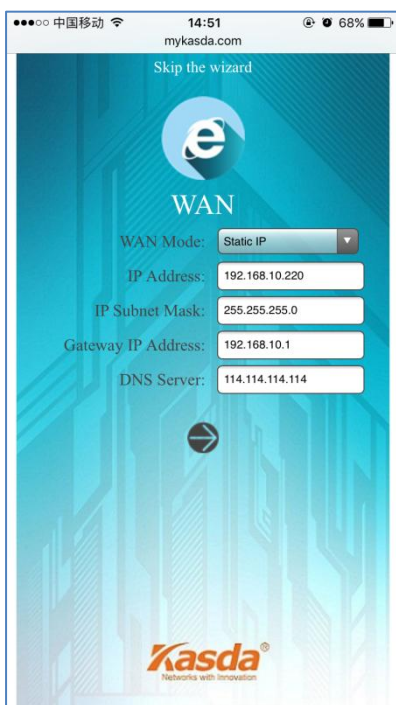 中国移动 14:51 68%
mykasda.com
Skip the wizard
WAN
WAN Mode: Static IP
IP Address: 192.168.10.220
IP Subnet Mask: 255.255.255.0
Gateway IP Address: 192.168.10.1
DNS Server: 114.114.114.114
Kasda®
Networks with Innovation